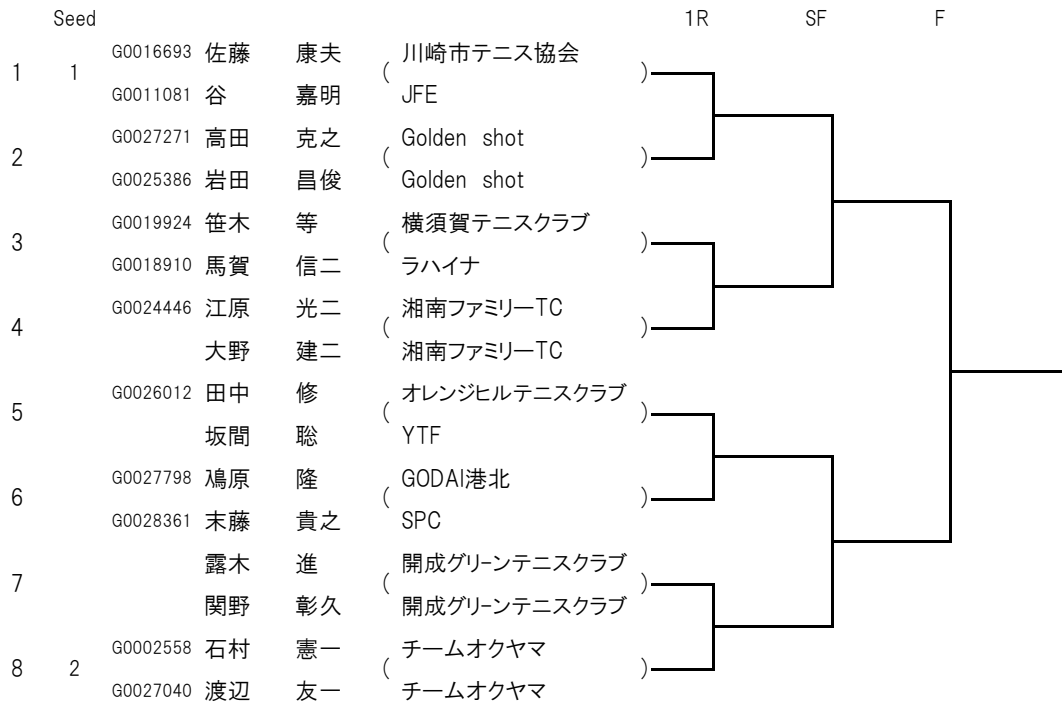 Seed 1R SF F
G0016693 佐藤 康夫 川崎市テニス協会
1 1 ( )
G0011081 谷 嘉明 JFE
G0027271 高田 克之 Golden shot
2 ( )
G0025386 岩田 昌俊 Golden shot
G0019924 笹木 等 横須賀テニスクラブ
3 ( )
G0018910 馬賀 信二 ラハイナ
G0024446 江原 光二 湘南ファミリーTC
4 ( )
大野 建二 湘南ファミリーTC
G0026012 田中 修 オレンジヒルテニスクラブ
5 ( )
坂間 聡 YTF
G0027798 鳰原 隆 GODAI港北
6 ( )
G0028361 末藤 貴之 SPC
露木 進 開成グリーンテニスクラブ
7 ( )
関野 彰久 開成グリーンテニスクラブ
G0002558 石村 憲一 チームオクヤマ
8 2 ( )
G0027040 渡辺 友一 チームオクヤマ